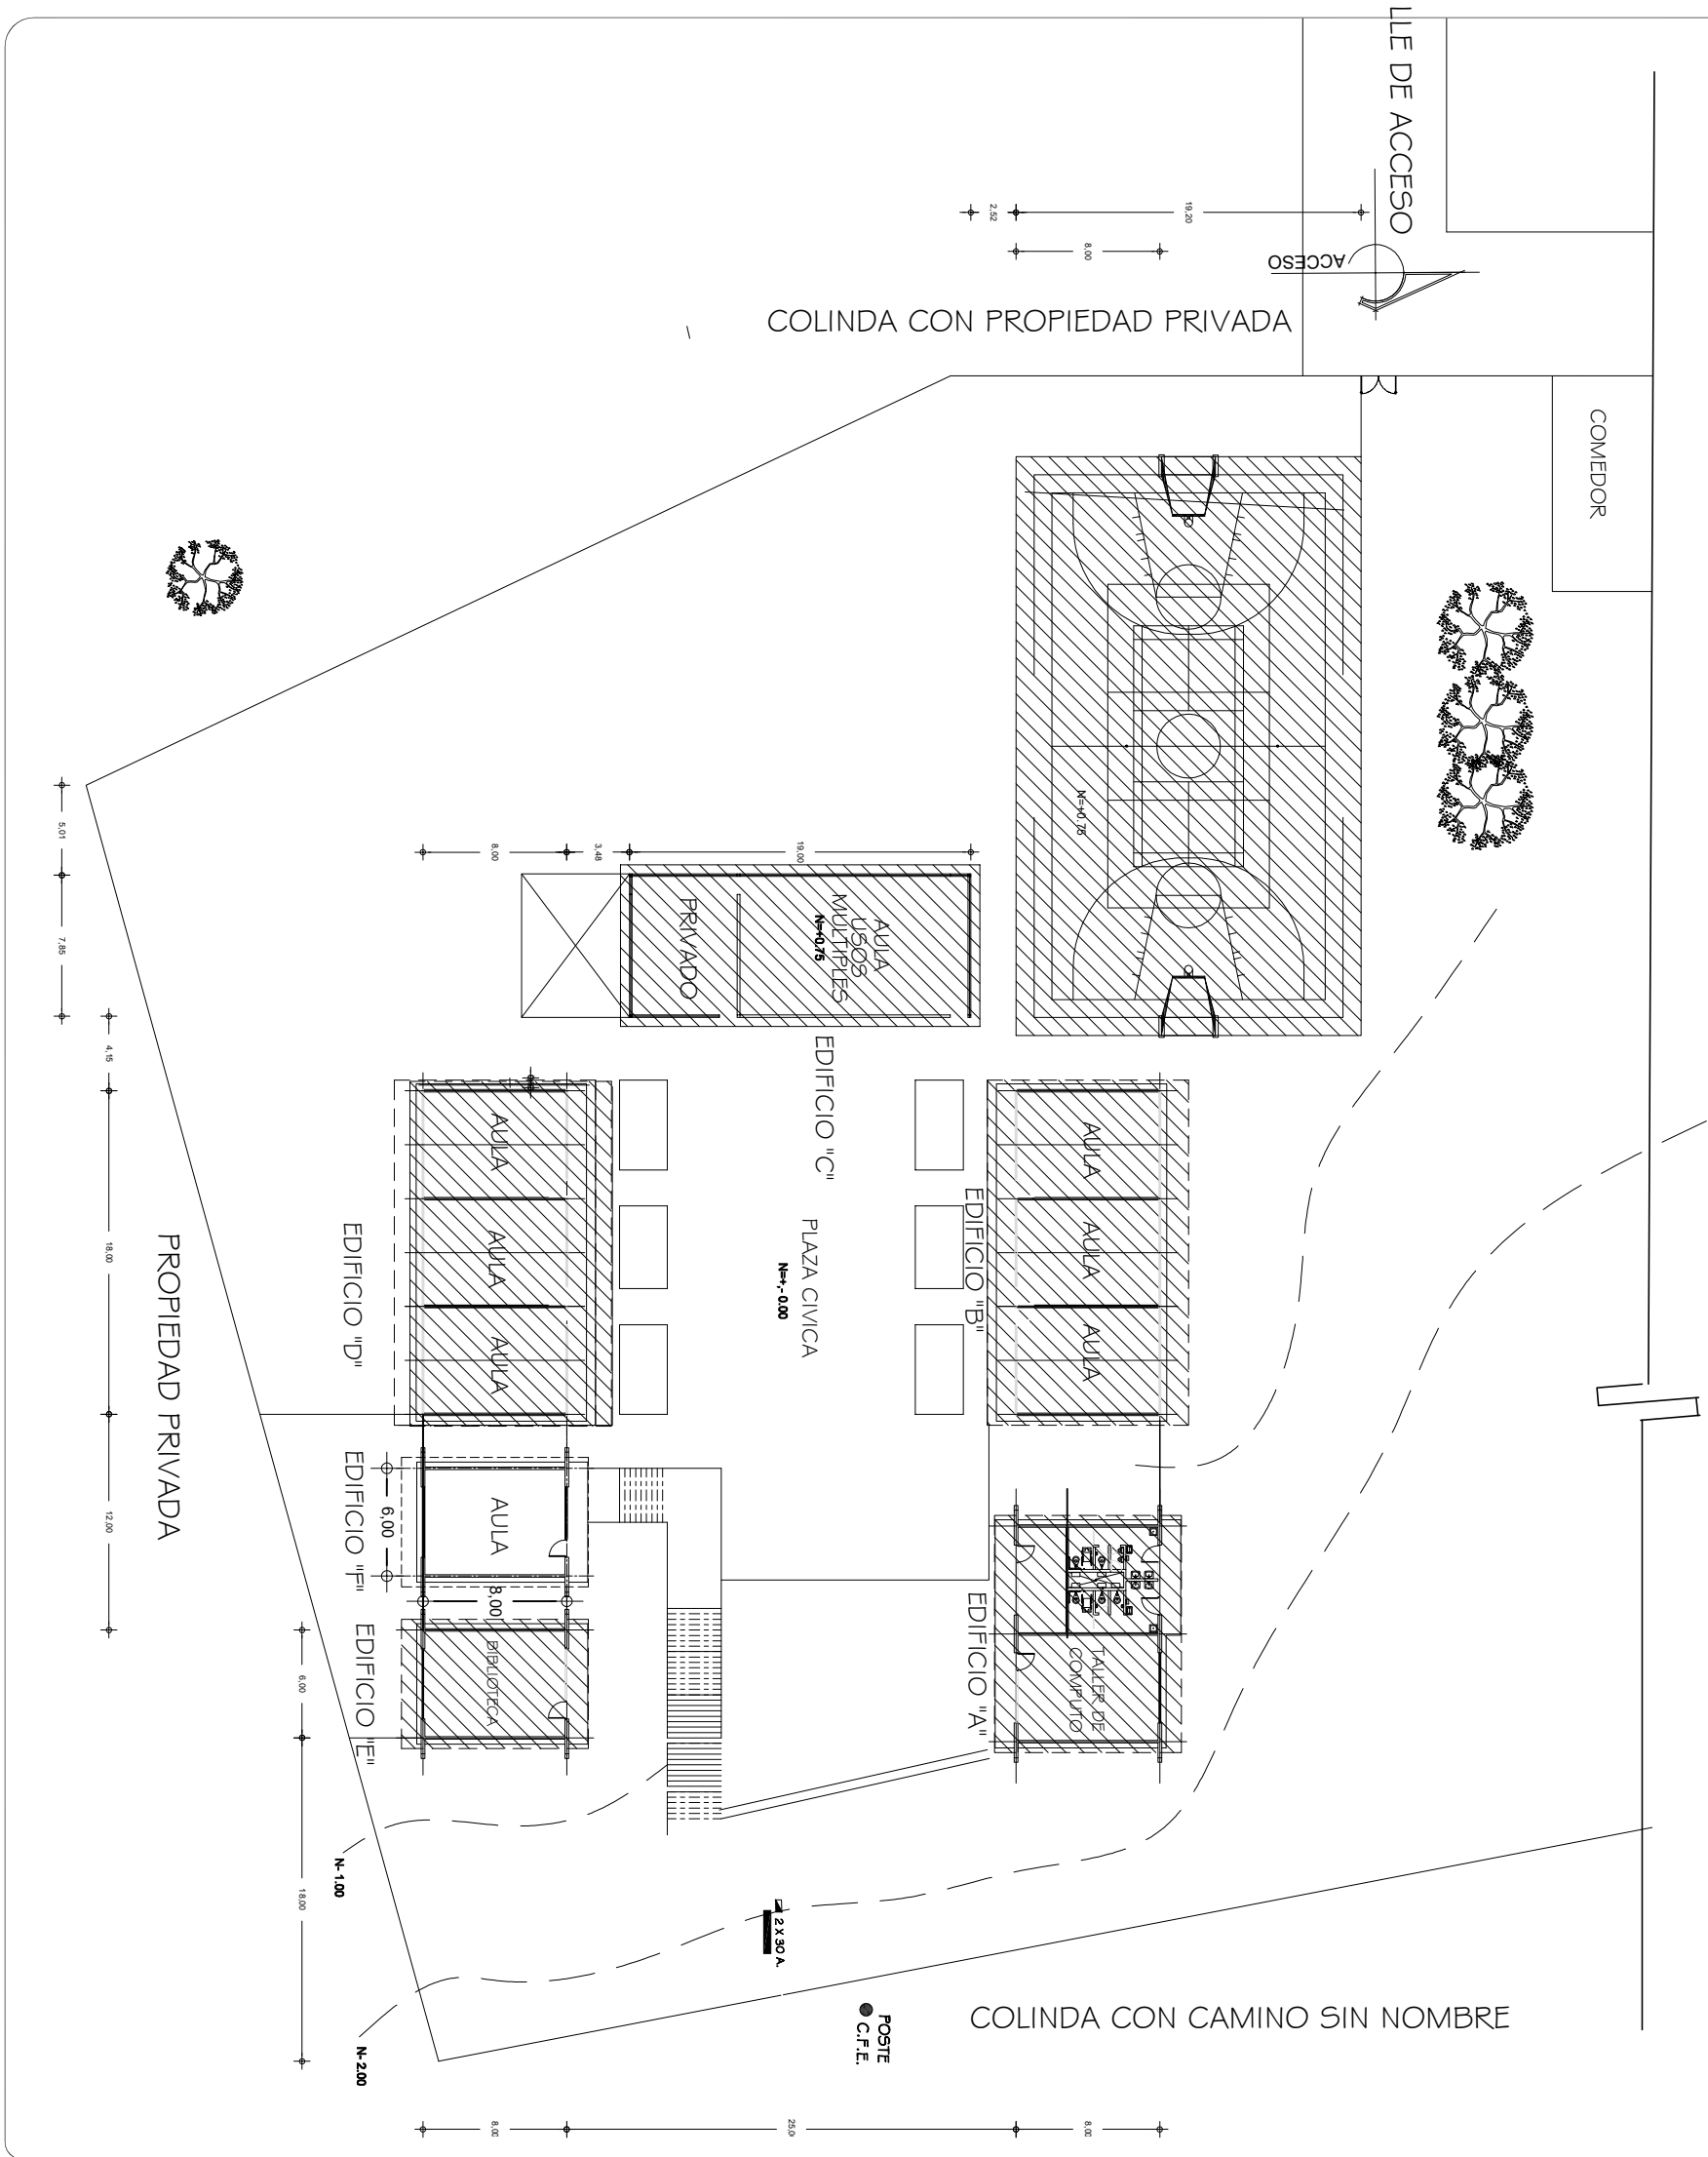 LLE DE ACCESO
2,52
19,20
8,00
ACCESO
COLINDA CON PROPIEDAD PRIVADA
COMEDOR
N=+0.75
5,01
7,85
8,00
3,48
19,00
PRIVADO
AULA
USOS
MULTIPLES
N=+0.75
4,15
EDIFICIO "C"
AULA
AULA
AULA
EDIFICIO "D"
18,00
PROPIEDAD PRIVADA
PLAZA CIVICA
N=+,- 0.00
EDIFICIO "B"
AULA
AULA
AULA
EDIFICIO "F"
6,00
AULA
8,00
12,00
EDIFICIO "E"
BIBLIOTECA
6,00
EDIFICIO "A"
TALLER DE
COMPUTO
18,00
N- 1.00
N- 2.00
2 X 30 A.
POSTE
C.F.E.
COLINDA CON CAMINO SIN NOMBRE
8,00
25,0
8,00